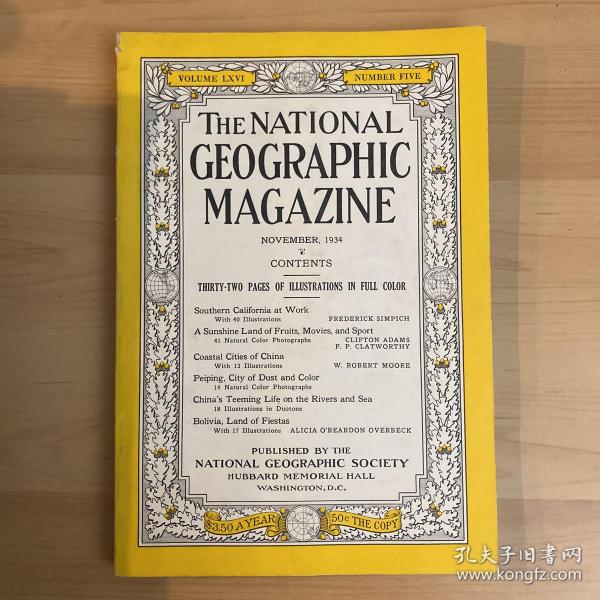 VOLUME LXVI NUMBER FIVE
THE NATIONAL
GEOGRAPHIC
MAGAZINE
NOVEMBER, 1934
CONTENTS
THIRTY-TWO PAGES OF ILLUSTRATIONS IN FULL COLOR
Southern California at Work
With 40 Illustrations FREDERICK SIMPICH
A Sunshine Land of Fruits, Movies, and Sport
41 Natural Color Photographs CLIFTON ADAMS
F. P. CLATWORTHY
Coastal Cities of China
With 13 Illustrations W. ROBERT MOORE
Peiping, City of Dust and Color
14 Natural Color Photographs
China's Teeming Life on the Rivers and Sea
18 Illustrations in Duotone
Bolivia, Land of Fiestas
With 17 Illustrations ALICIA O'REARDON OVERBECK
PUBLISHED BY THE
NATIONAL GEOGRAPHIC SOCIETY
HUBBARD MEMORIAL HALL
WASHINGTON, D.C.
$3.50 A YEAR 50c THE COPY
孔夫子旧书网
www.kongfz.com